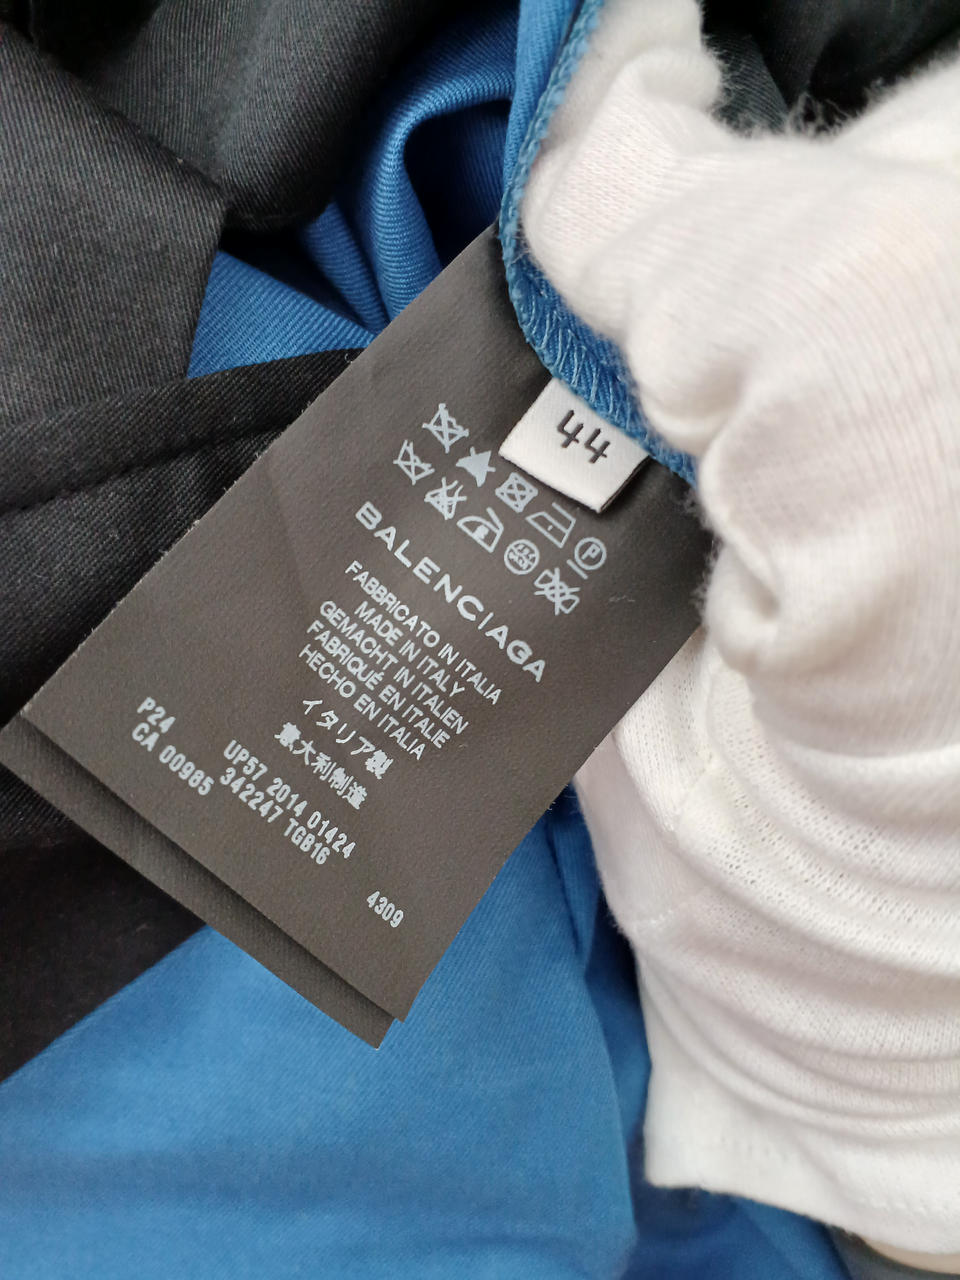 44
P
BALENCIAGA
FABBRICATO IN ITALIA
MADE IN ITALY
GEMACHT IN ITALIEN
FABRIQUÉ EN ITALIE
HECHO EN ITALIA
イタリア製
意大利制造
P24 UP57 2014 01424
CA 00985 342247 TGB16
4309